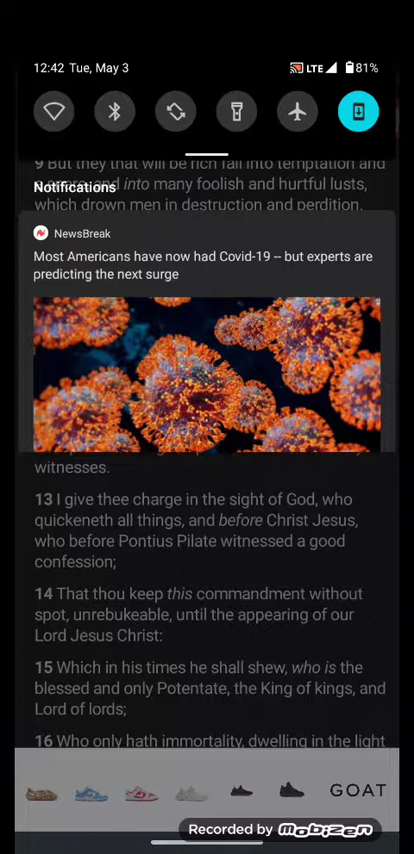 12:42 Tue, May 3 LTE 81%
9 But they that will be rich fall into temptation and
Notifications and into many foolish and hurtful lusts,
which drown men in destruction and perdition.
NewsBreak
Most Americans have now had Covid-19 -- but experts are
predicting the next surge
witnesses.
13 I give thee charge in the sight of God, who
quickeneth all things, and before Christ Jesus,
who before Pontius Pilate witnessed a good
confession;
14 That thou keep this commandment without
spot, unrebukeable, until the appearing of our
Lord Jesus Christ:
15 Which in his times he shall shew, who is the
blessed and only Potentate, the King of kings, and
Lord of lords;
16 Who only hath immortality, dwelling in the light
GOAT
Recorded by mobizen